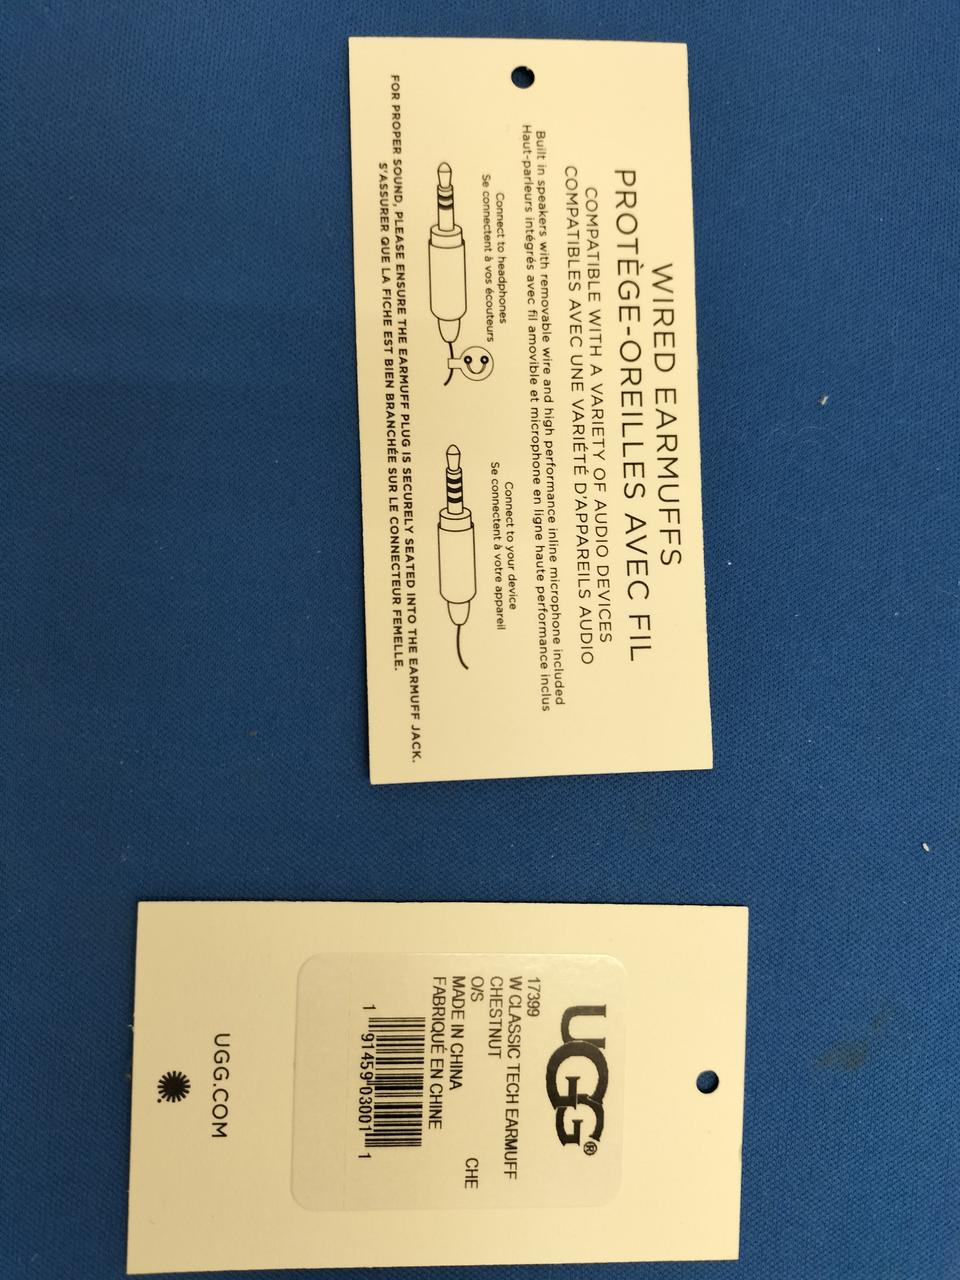 WIRED EARMUFFS
PROTÈGE-OREILLES AVEC FIL
COMPATIBLE WITH A VARIETY OF AUDIO DEVICES
COMPATIBLES AVEC UNE VARIÉTÉ D'APPAREILS AUDIO
Built in speakers with removable wire and high performance inline microphone included
Haut-parleurs intégrés avec fil amovible et microphone en ligne haute performance inclus
Connect to headphones
Se connectent à vos écouteurs
Connect to your device
Se connectent à votre appareil
FOR PROPER SOUND, PLEASE ENSURE THE EARMUFF PLUG IS SECURELY SEATED INTO THE EARMUFF JACK.
S'ASSURER QUE LA FICHE EST BIEN BRANCHÉE SUR LE CONNECTEUR FEMELLE.
UGG®
17399
W CLASSIC TECH EARMUFF
CHESTNUT
O/S CHE
MADE IN CHINA
FABRIQUÉ EN CHINE
1 91459 03001 1
UGG.COM